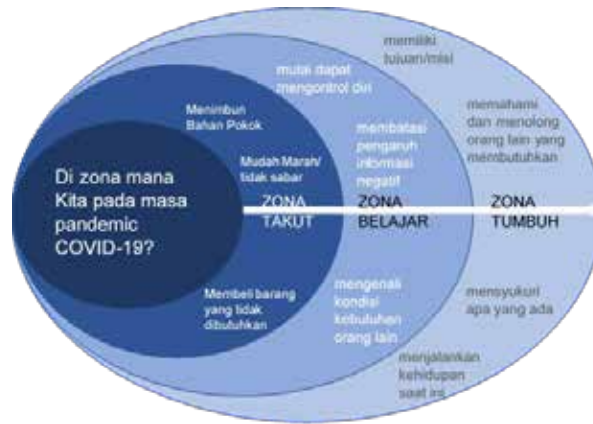 memiliki
tujuan/misi
mulai dapat
mengontrol diri
memahami
dan menolong
orang lain yang
membutuhkan
Menimbun
Bahan Pokok
membatasi
pengaruh
informasi
negatif
Mudah Marah/
tidak sabar
Di zona mana
Kita pada masa
pandemic
COVID-19?
ZONA
TAKUT
ZONA
BELAJAR
ZONA
TUMBUH
Membeli barang
yang tidak
dibutuhkan
mengenali
kondisi
kebutuhan
orang lain
mensyukuri
apa yang ada
menjalankan
kehidupan
saat ini